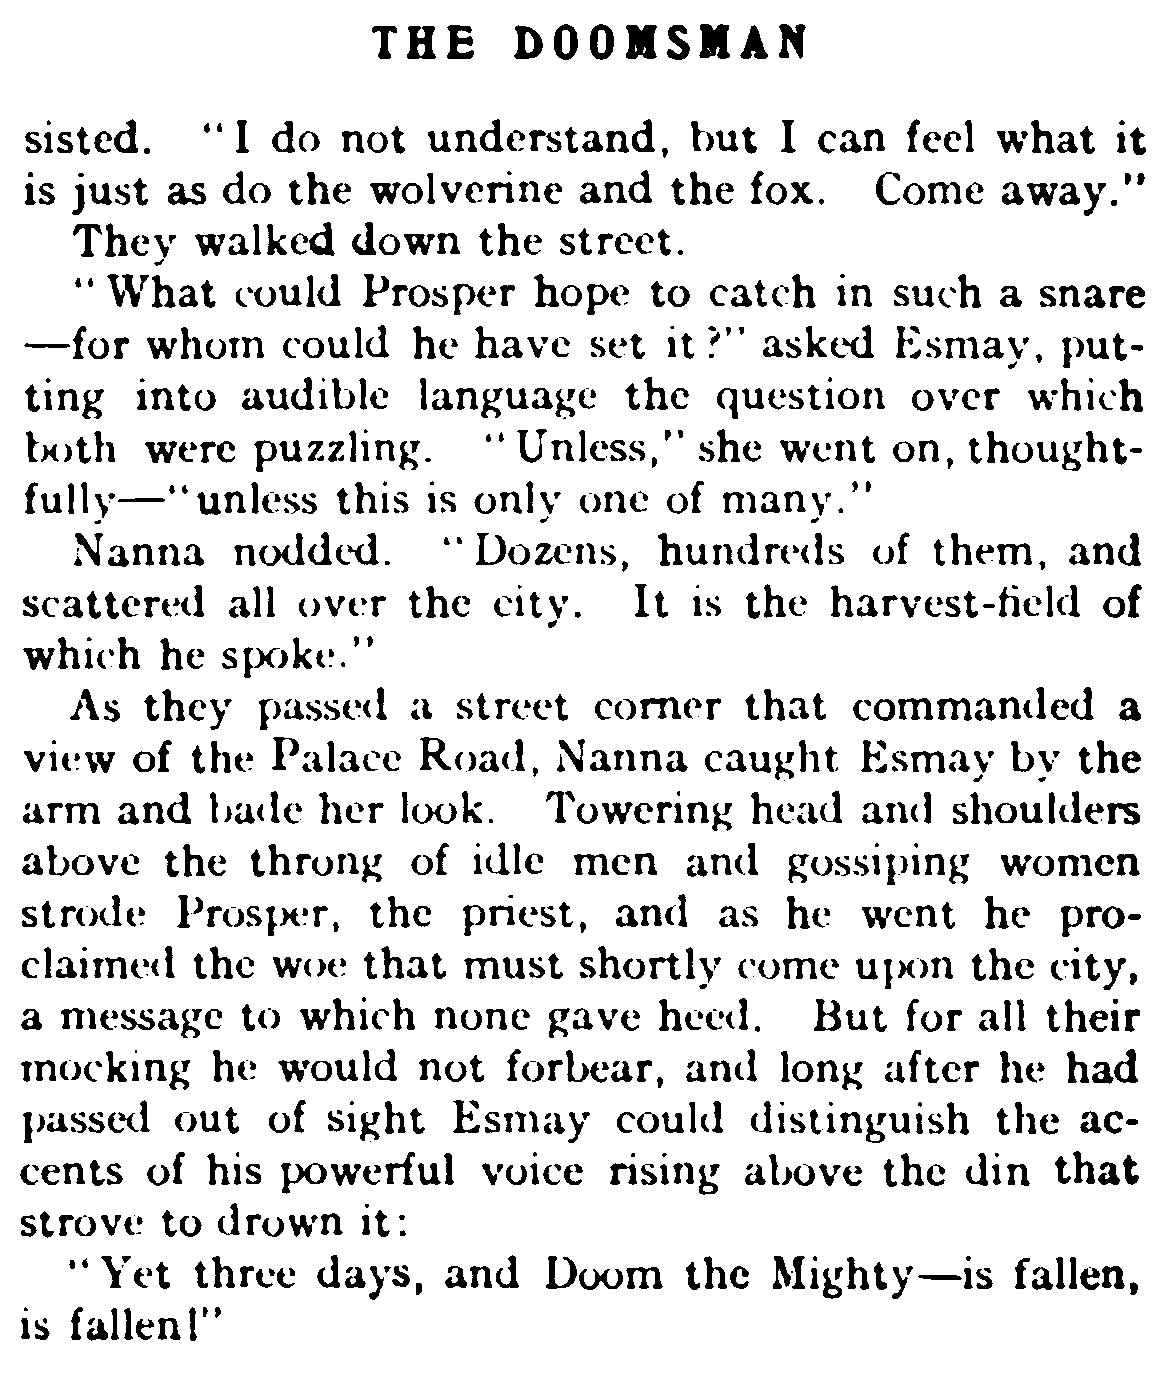 THE DOOMSMAN
sisted. "I do not understand, but I can feel what it
is just as do the wolverine and the fox. Come away."
They walked down the street.
"What could Prosper hope to catch in such a snare
—for whom could he have set it?" asked Esmay, put-
ting into audible language the question over which
both were puzzling. "Unless," she went on, thought-
fully—"unless this is only one of many."
Nanna nodded. "Dozens, hundreds of them, and
scattered all over the city. It is the harvest-field of
which he spoke."
As they passed a street corner that commanded a
view of the Palace Road, Nanna caught Esmay by the
arm and bade her look. Towering head and shoulders
above the throng of idle men and gossiping women
strode Prosper, the priest, and as he went he pro-
claimed the woe that must shortly come upon the city,
a message to which none gave heed. But for all their
mocking he would not forbear, and long after he had
passed out of sight Esmay could distinguish the ac-
cents of his powerful voice rising above the din that
strove to drown it:
"Yet three days, and Doom the Mighty—is fallen,
is fallen!"